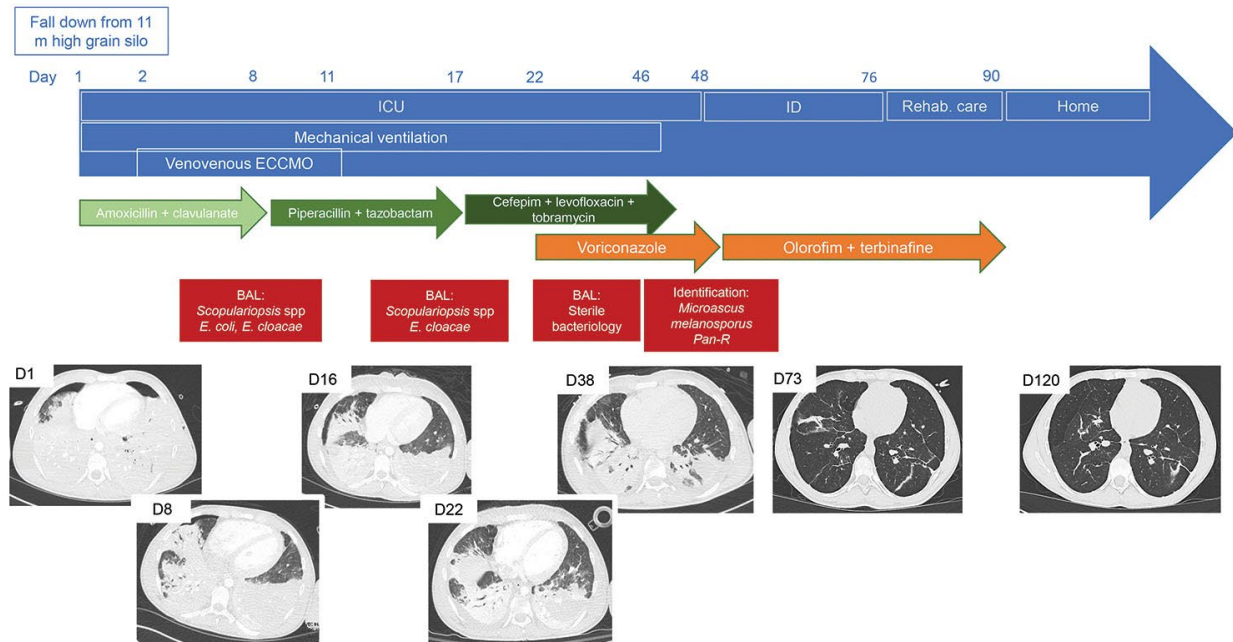 Fall down from 11
m high grain silo
Day 1 2 8 11 17 22 46 48 76 90
ICU ID Rehab. care Home
Mechanical ventilation
Venovenous ECCMO
Amoxicillin + clavulanate
Piperacillin + tazobactam
Cefepim + levofloxacin +
tobramycin
Voriconazole
Olorofim + terbinafine
BAL:
Scopulariopsis spp
E. coli, E. cloacae
BAL:
Scopulariopsis spp
E. cloacae
BAL:
Sterile
bacteriology
Identification:
Microascus
melanosporus
Pan-R
D1
D16
D38
D73
D120
D8
D22